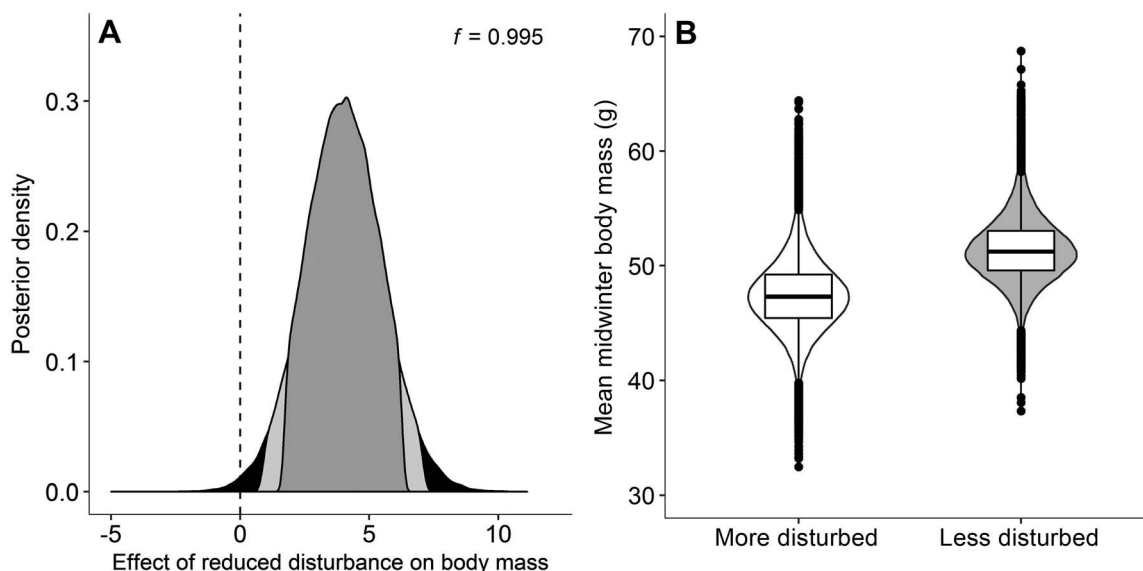 A
f = 0.995
Posterior density
0.3
0.2
0.1
0.0
-5
0
5
10
Effect of reduced disturbance on body mass
B
Mean midwinter body mass (g)
70
60
50
40
30
More disturbed
Less disturbed